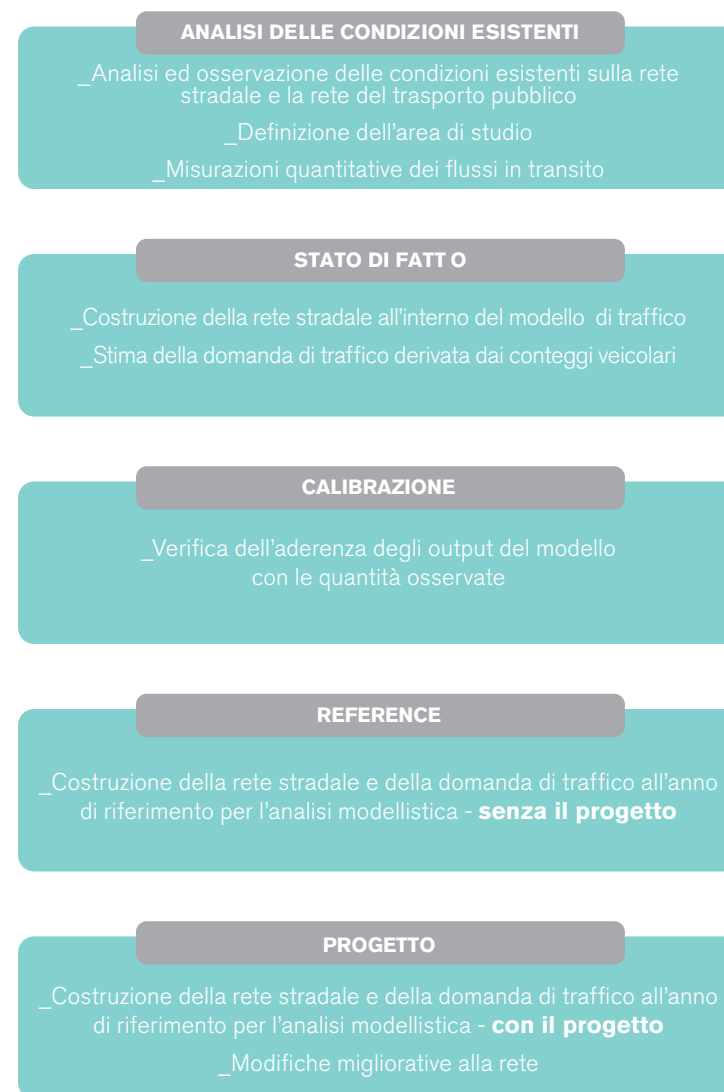 ANALISI DELLE CONDIZIONI ESISTENTI
_Analisi ed osservazione delle condizioni esistenti sulla rete
stradale e la rete del trasporto pubblico
_Definizione dell'area di studio
_Misurazioni quantitative dei flussi in transito
STATO DI FATT O
_Costruzione della rete stradale all'interno del modello di traffico
_Stima della domanda di traffico derivata dai conteggi veicolari
CALIBRAZIONE
_Verifica dell'aderenza degli output del modello
con le quantità osservate
REFERENCE
_Costruzione della rete stradale e della domanda di traffico all'anno
di riferimento per l'analisi modellistica - senza il progetto
PROGETTO
_Costruzione della rete stradale e della domanda di traffico all'anno
di riferimento per l'analisi modellistica - con il progetto
_Modifiche migliorative alla rete